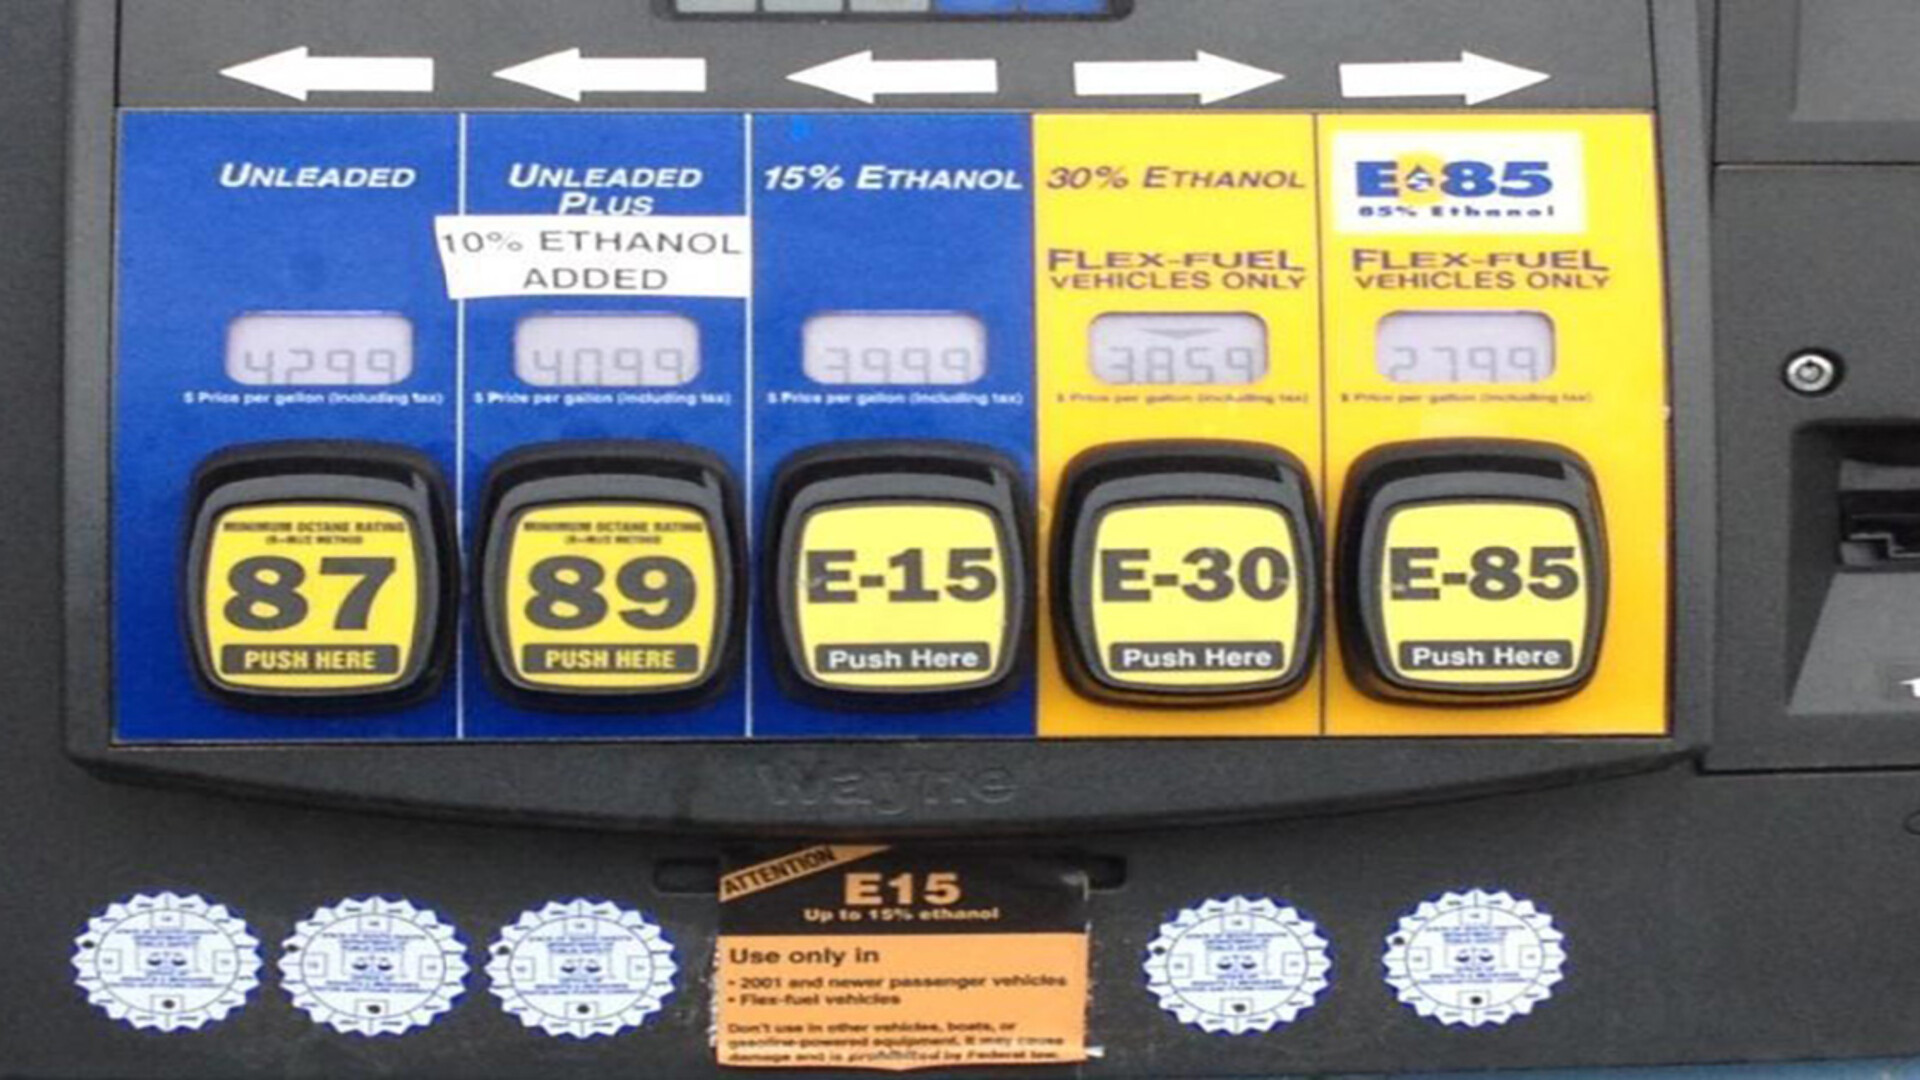 UNLEADED
UNLEADED
PLUS
10% ETHANOL
ADDED
15% ETHANOL
30% ETHANOL
FLEX-FUEL
VEHICLES ONLY
E85
85% Ethanol
FLEX-FUEL
VEHICLES ONLY
4299
4099
3999
3859
2799
$ Price per gallon (including tax)
$ Price per gallon (including tax)
$ Price per gallon (including tax)
$ Price per gallon (including tax)
$ Price per gallon (including tax)
MINIMUM OCTANE RATING
(R+M)/2 METHOD
87
PUSH HERE
MINIMUM OCTANE RATING
(R+M)/2 METHOD
89
PUSH HERE
E-15
Push Here
E-30
Push Here
E-85
Push Here
Wayne
ATTENTION
E15
Up to 15% ethanol
Use only in
• 2001 and newer passenger vehicles
• Flex-fuel vehicles
Don't use in other vehicles, boats, or
gasoline-powered equipment. It may cause
damage and is prohibited by Federal law.